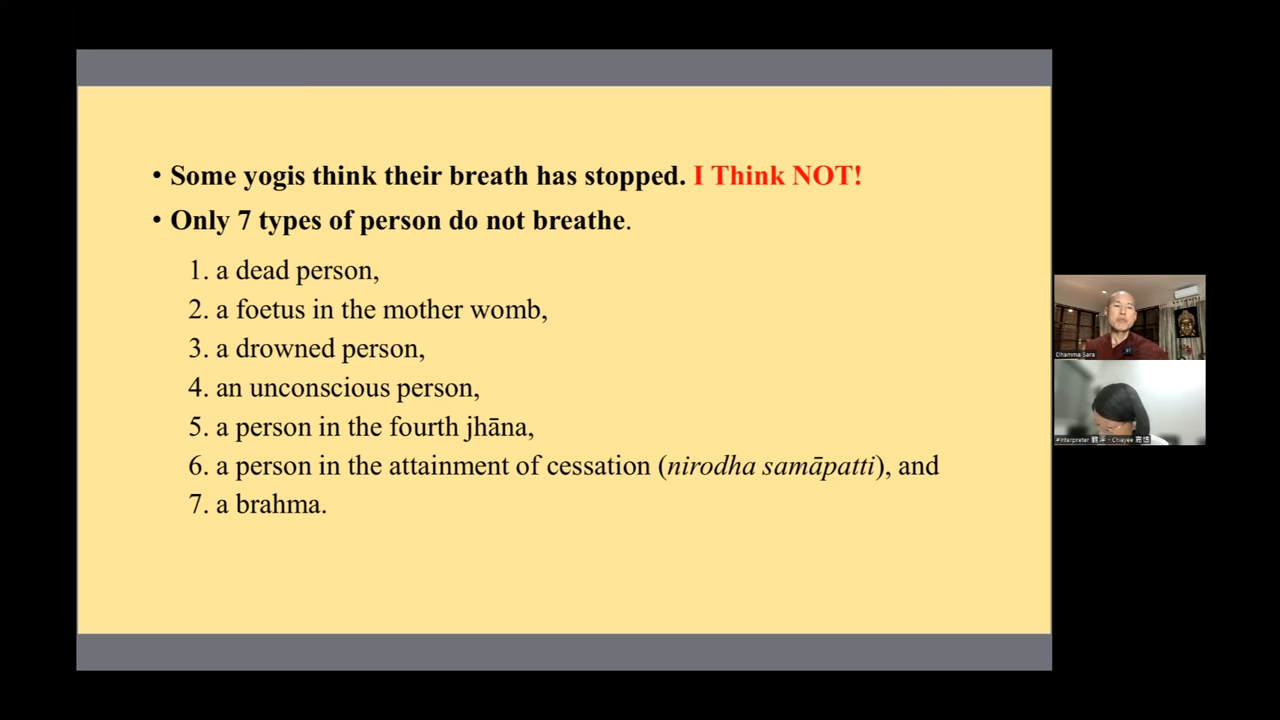 • Some yogis think their breath has stopped. I Think NOT!
• Only 7 types of person do not breathe.
1. a dead person,
2. a foetus in the mother womb,
3. a drowned person,
4. an unconscious person,
5. a person in the fourth jhāna,
6. a person in the attainment of cessation (nirodha samāpatti), and
7. a brahma.
Dhamma Sara